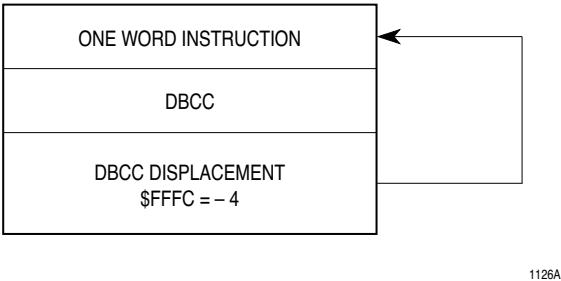 ONE WORD INSTRUCTION
DBCC
DBCC DISPLACEMENT
$FFFC = – 4
1126A